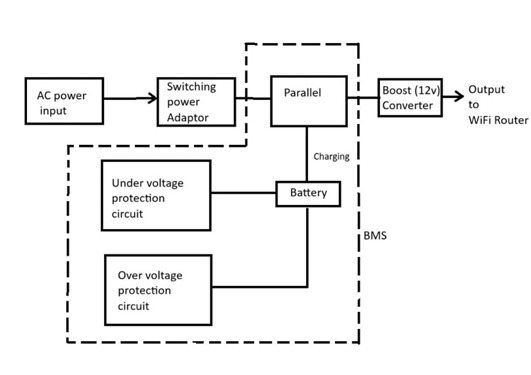 AC power
input
Switching
power
Adaptor
Parallel
Boost (12v)
Converter
Output
to
WiFi Router
Charging
Under voltage
protection
circuit
Battery
BMS
Over voltage
protection
circuit